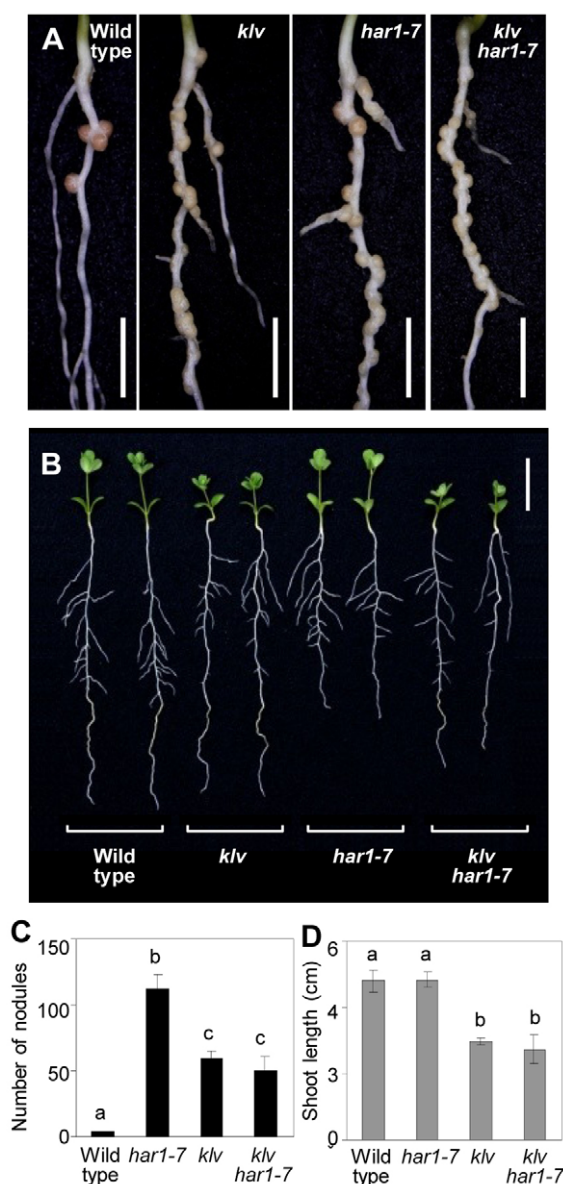 A
Wild
type
klv
har1-7
klv
har1-7
B
Wild
type
klv
har1-7
klv
har1-7
C
Number of nodules
150
100
50
0
a
b
c
c
Wild
type
har1-7
klv
klv
har1-7
D
Shoot length (cm)
6
4
3
0
a
a
b
b
Wild
type
har1-7
klv
klv
har1-7